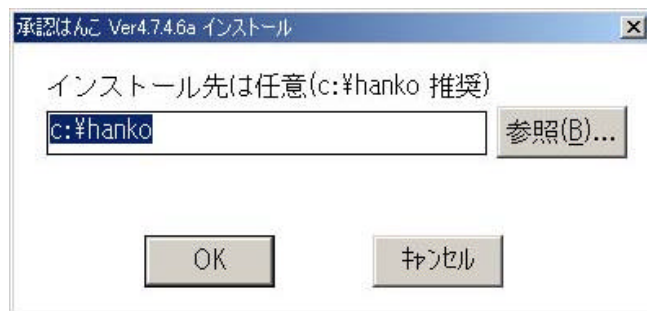 承認はんこ Ver4.7.4.6a インストール
インストール先は任意(c:¥hanko 推奨)
c:¥hanko
参照(B)...
OK
ｷｬﾝｾﾙ